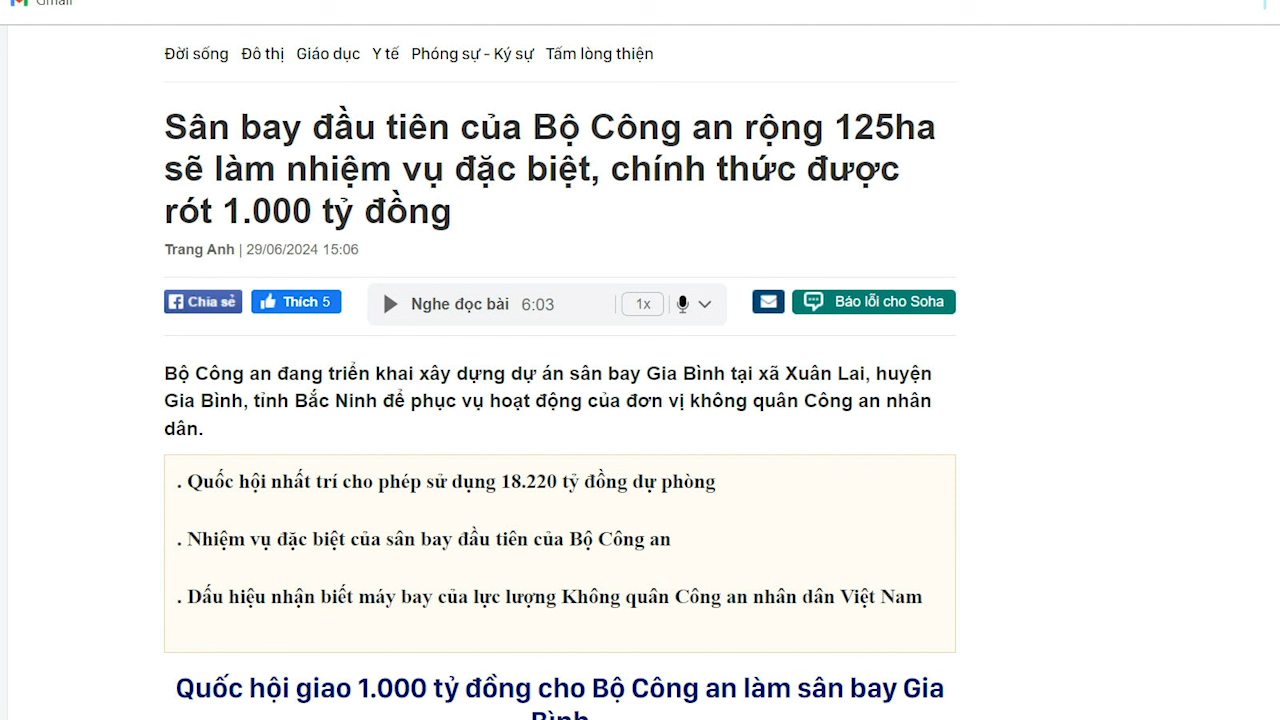 Gmail
Đời sống Đô thị Giáo dục Y tế Phóng sự - Ký sự Tấm lòng thiện
Sân bay đầu tiên của Bộ Công an rộng 125ha
sẽ làm nhiệm vụ đặc biệt, chính thức được
rót 1.000 tỷ đồng
Trang Anh | 29/06/2024 15:06
Chia sẻ Thích 5 Nghe đọc bài 6:03 1x Báo lỗi cho Soha
Bộ Công an đang triển khai xây dựng dự án sân bay Gia Bình tại xã Xuân Lai, huyện
Gia Bình, tỉnh Bắc Ninh để phục vụ hoạt động của đơn vị không quân Công an nhân
dân.
. Quốc hội nhất trí cho phép sử dụng 18.220 tỷ đồng dự phòng
. Nhiệm vụ đặc biệt của sân bay đầu tiên của Bộ Công an
. Dấu hiệu nhận biết máy bay của lực lượng Không quân Công an nhân dân Việt Nam
Quốc hội giao 1.000 tỷ đồng cho Bộ Công an làm sân bay Gia
Bình